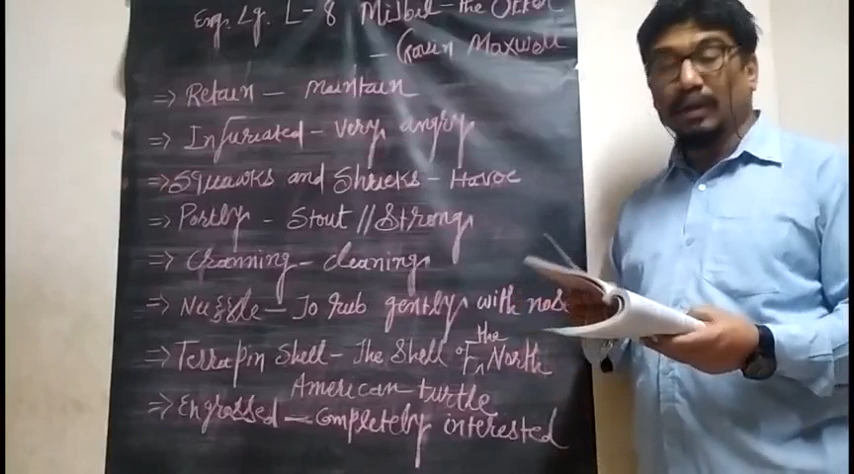 Eng. Lg. L-8 Mijbil - the Otter
- Gavin Maxwell
⇒ Retain - Maintain
⇒ Infuriated - very angry
⇒ Squawks and Shrieks - Havoc
⇒ Portly - Stout // Strong
⇒ - cleaning
⇒ Nuzzle - To rub gently with nose
⇒ Terrapin Shell - The Shell of the North
American turtle
⇒ Engrossed - Completely interested